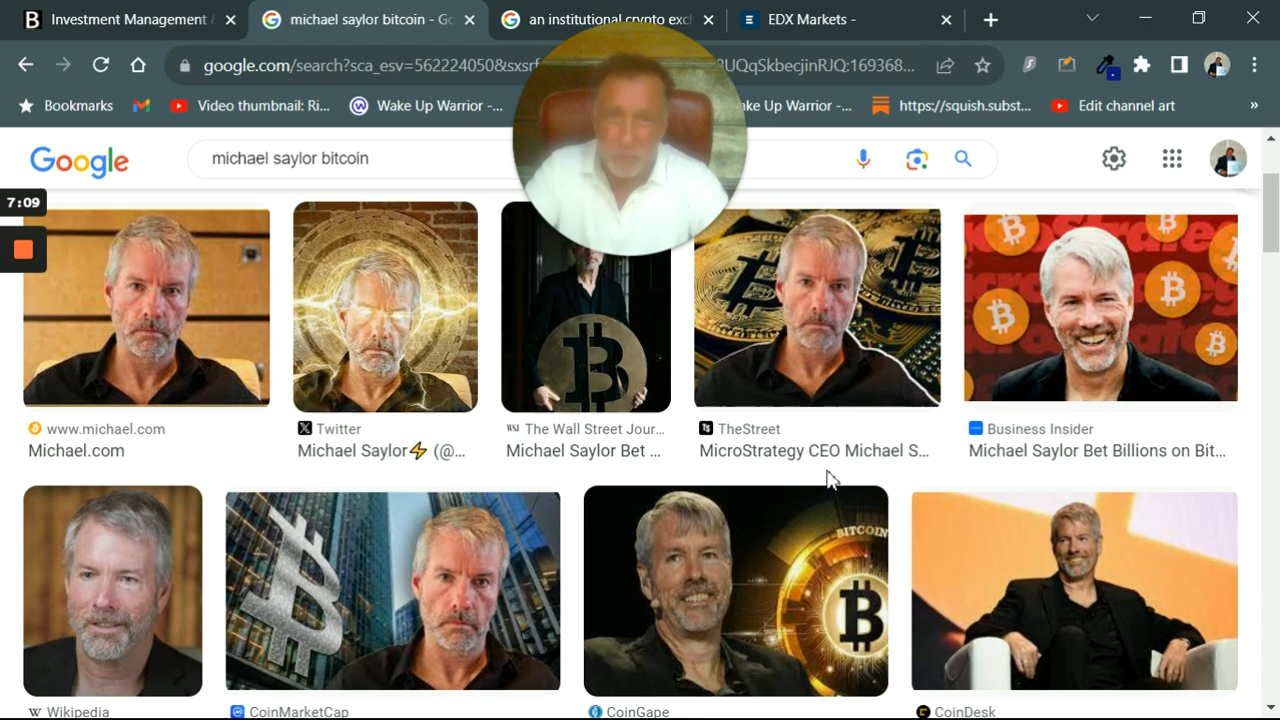 Investment Management &
michael saylor bitcoin - Go
an institutional crypto exc
EDX Markets -
google.com/search?sca_esv=562224050&sxsrf
UQqSkbecjinRJQ:169368...
Bookmarks
Video thumbnail: Ri...
Wake Up Warrior -...
ake Up Warrior -...
https://squish.subst...
Edit channel art
»
Google
michael saylor bitcoin
7:09
www.michael.com
Twitter
The Wall Street Jour...
TheStreet
Business Insider
Michael.com
Michael Saylor⚡ (@...
Michael Saylor Bet ...
MicroStrategy CEO Michael S...
Michael Saylor Bet Billions on Bit...
BITCOIN
Wikipedia
CoinMarketCap
CoinGape
CoinDesk